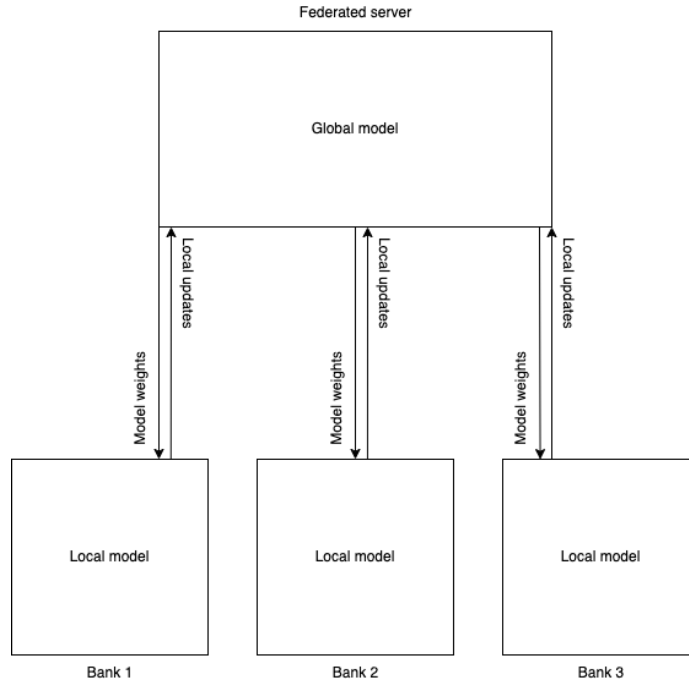 Federated server
Global model
Local updates
Local updates
Local updates
Model weights
Model weights
Model weights
Local model
Local model
Local model
Bank 1
Bank 2
Bank 3